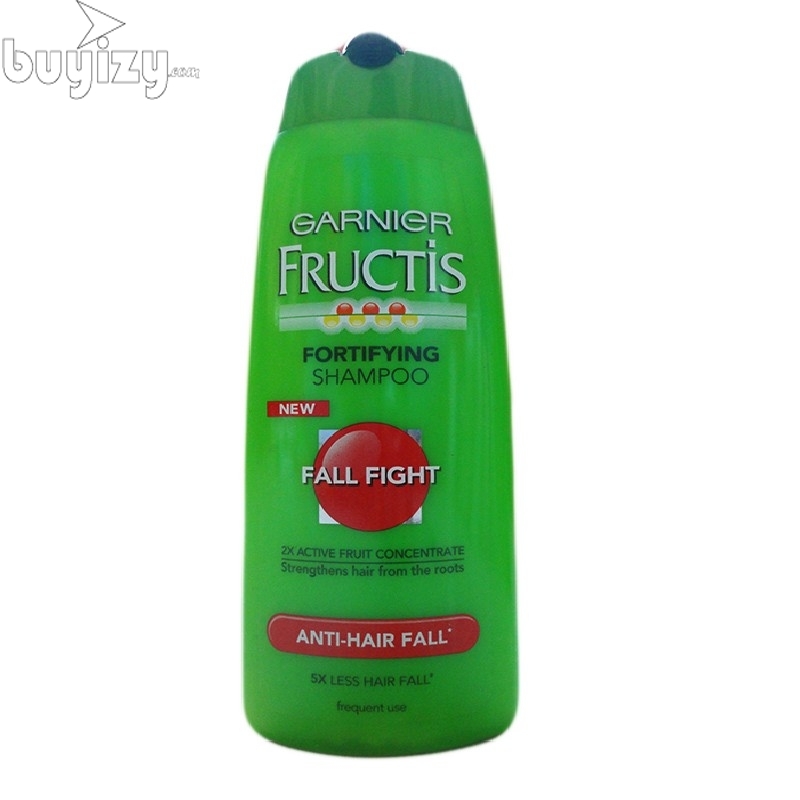 buyizy.com
GARNIER
FRUCTIS
FORTIFYING
SHAMPOO
NEW
FALL FIGHT
2X ACTIVE FRUIT CONCENTRATE
Strengthens hair from the roots
ANTI-HAIR FALL*
5X LESS HAIR FALL*
frequent use